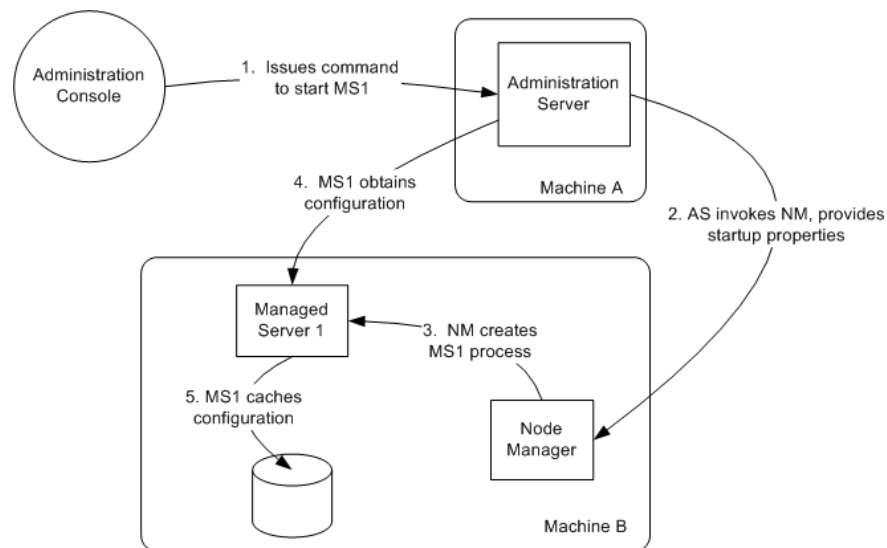 Administration
Console
1.  Issues command
to start MS1
Administration
Server
Machine A
4.  MS1 obtains
configuration
2. AS invokes NM, provides
startup properties
Managed
Server 1
3.  NM creates
MS1 process
5. MS1 caches
configuration
Node
Manager
Machine B